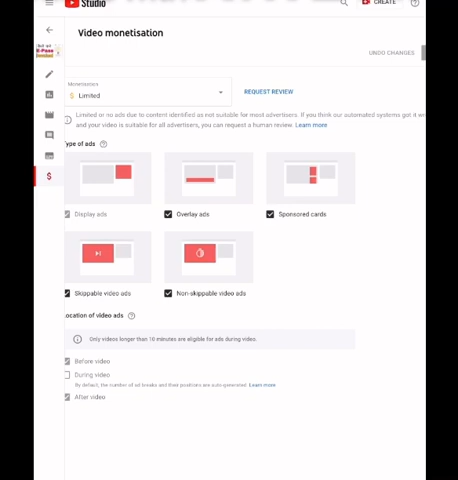 Studio
CREATE
Video monetisation
UNDO CHANGES
Monetisation
$ Limited
REQUEST REVIEW
Limited or no ads due to content identified as not suitable for most advertisers. If you think our automated systems got it
and your video is suitable for all advertisers, you can request a human review. Learn more
Type of ads
Display ads
Overlay ads
Sponsored cards
Skippable video ads
Non-skippable video ads
Location of video ads
Only videos longer than 10 minutes are eligible for ads during video.
Before video
During video
By default, the number of ad breaks and their positions are auto-generated Learn more
After video